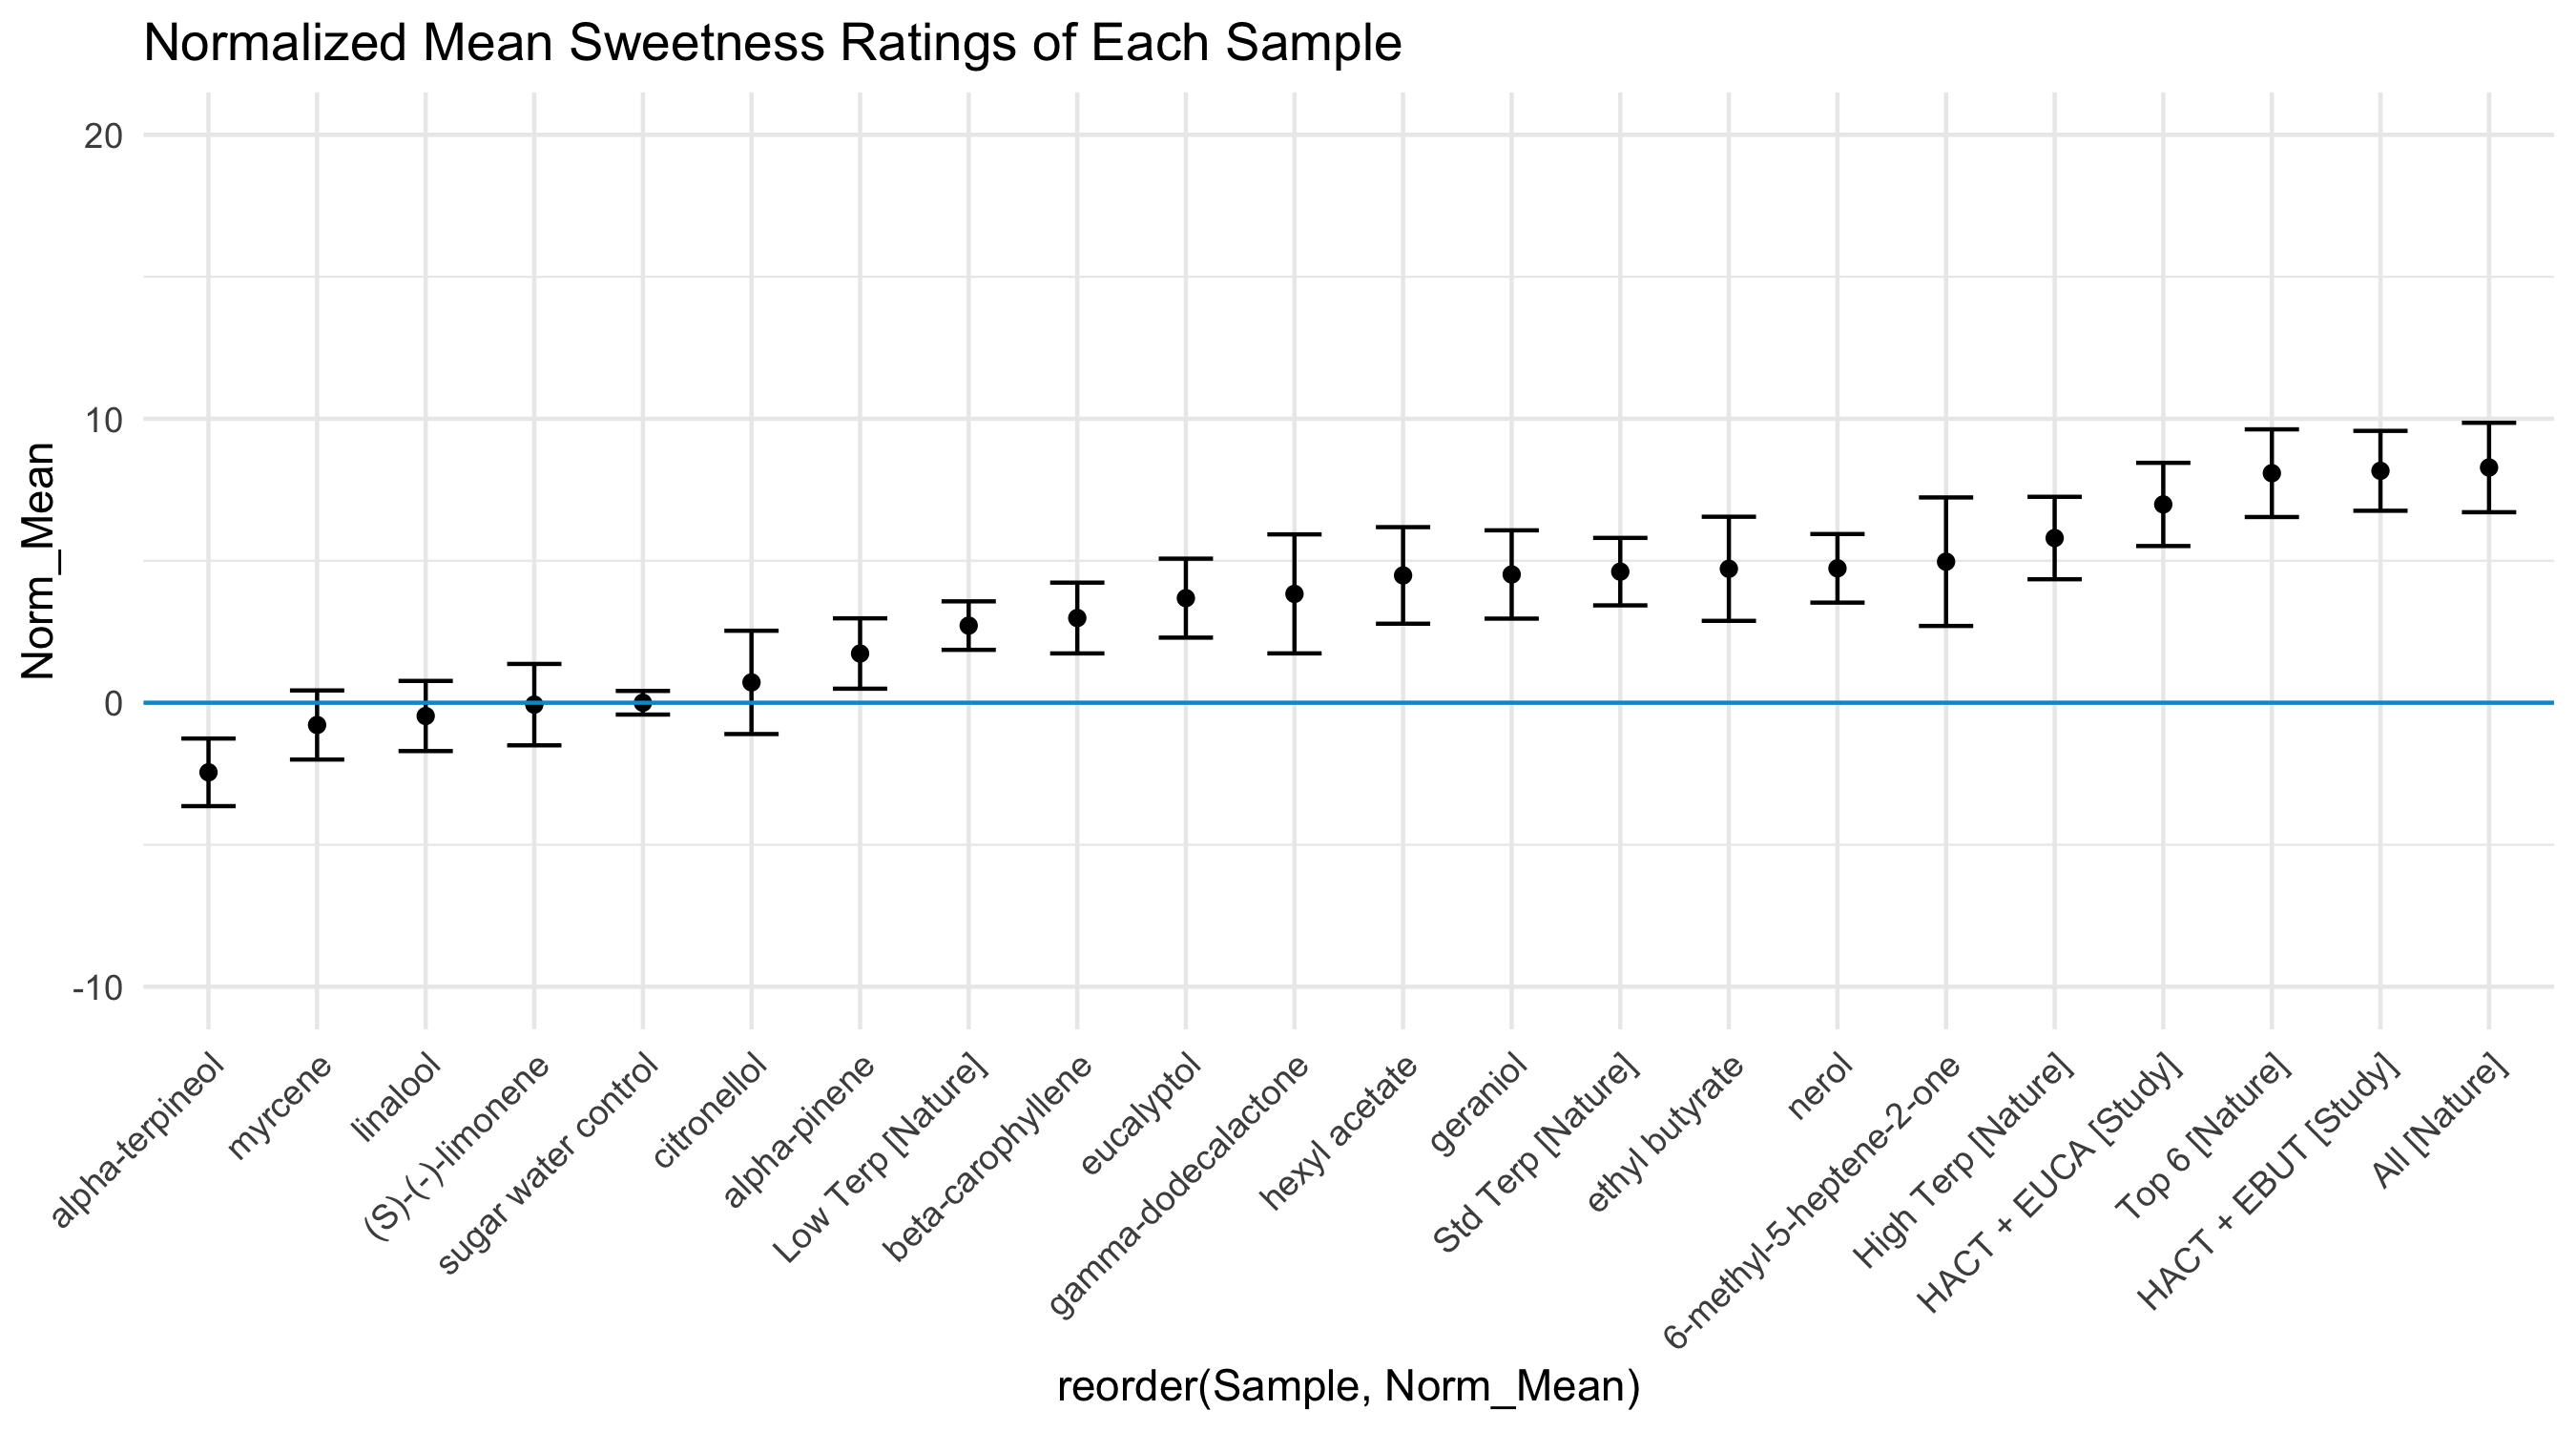 Normalized Mean Sweetness Ratings of Each Sample
Norm_Mean
20
10
0
-10
alpha-terpineol
myrcene
linalool
(S)-(-)-limonene
sugar water control
citronellol
alpha-pinene
Low Terp [Nature]
beta-carophyllene
eucalyptol
gamma-dodecalactone
hexyl acetate
geraniol
Std Terp [Nature]
ethyl butyrate
nerol
6-methyl-5-heptene-2-one
High Terp [Nature]
HACT + EUCA [Study]
Top 6 [Nature]
HACT + EBUT [Study]
All [Nature]
reorder(Sample, Norm_Mean)